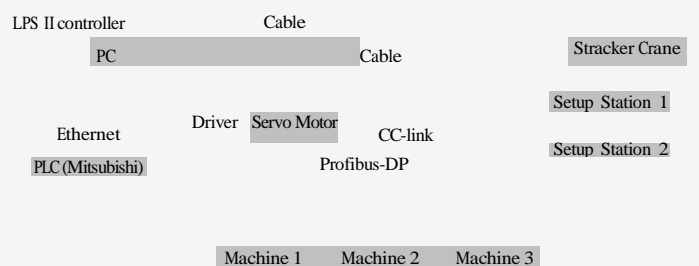 LPS II controller
Cable
PC
Cable
Stracker Crane
Setup Station 1
Driver
Servo Motor
Ethernet
CC-link
Setup Station 2
PLC (Mitsubishi)
Profibus-DP
Machine 1
Machine 2
Machine 3